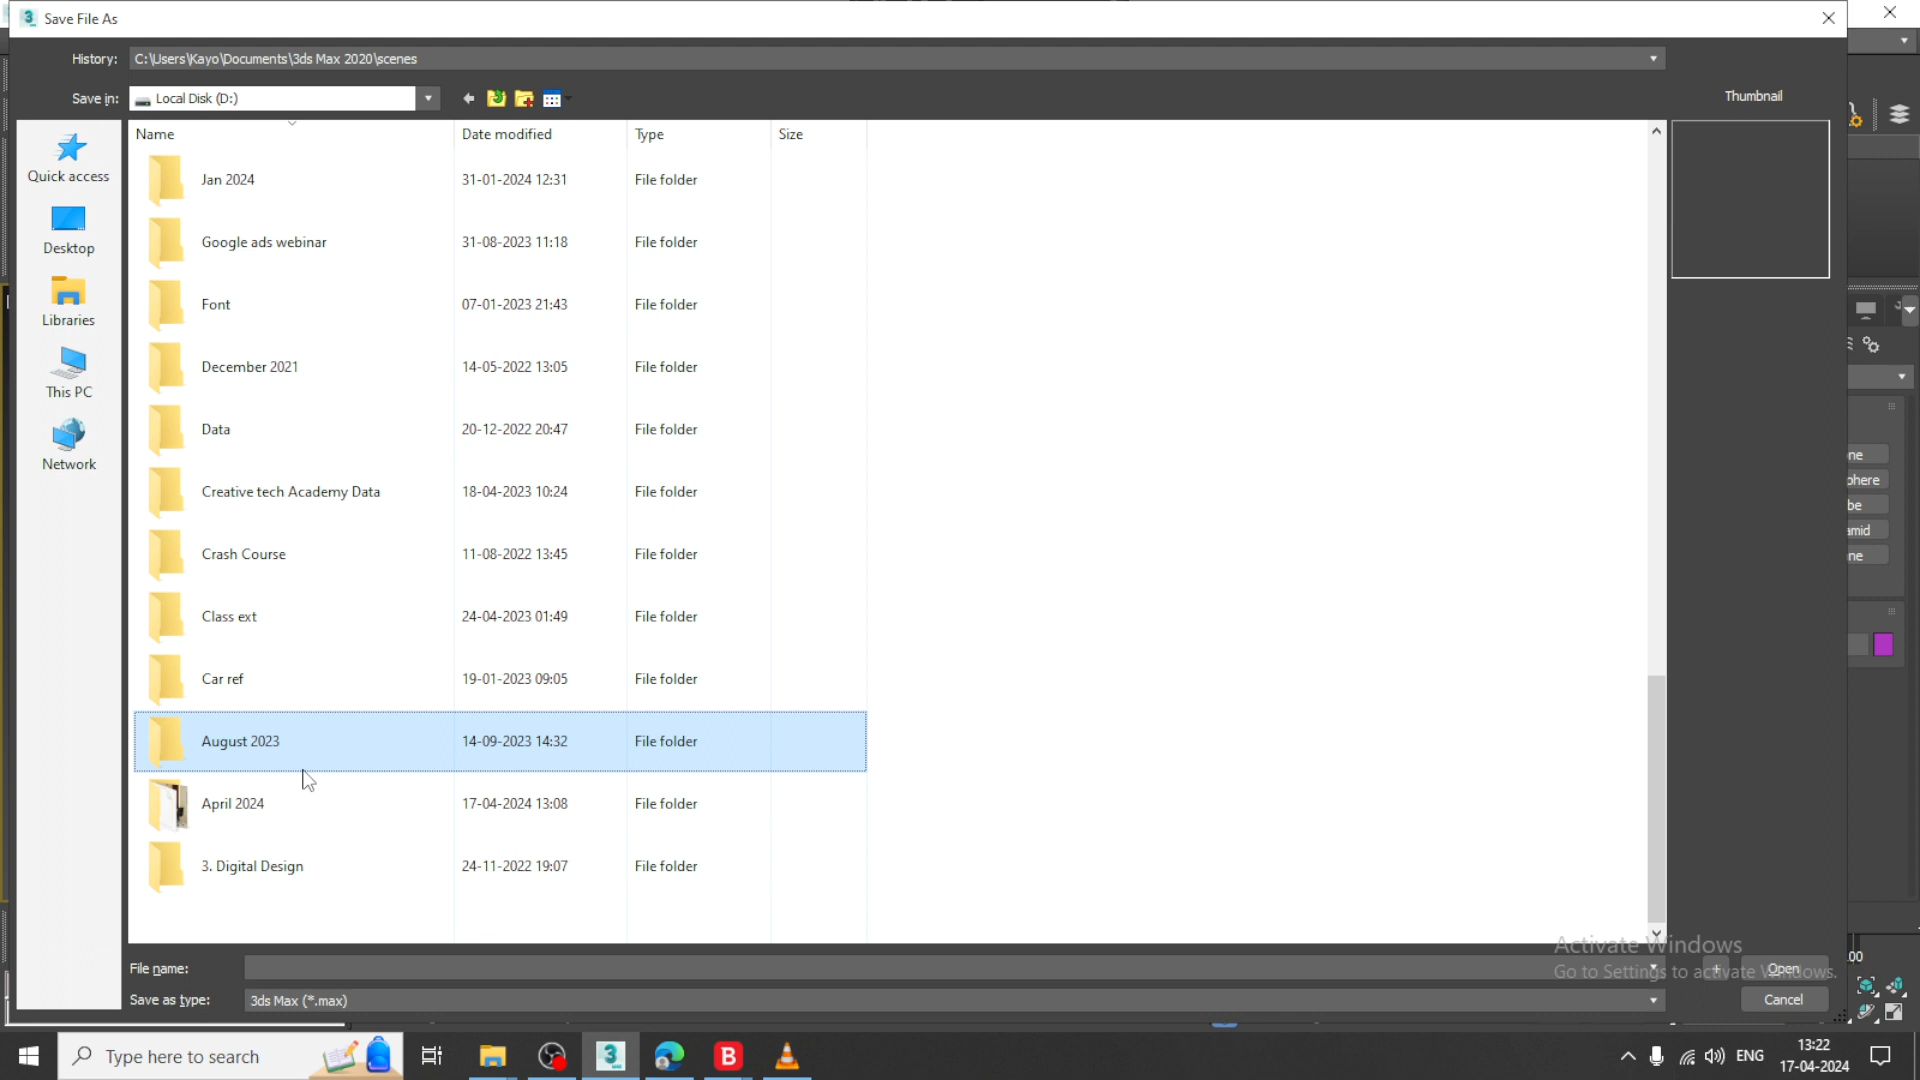 Save File As
History: C:\Users\Kayo\Documents\3ds Max 2020\scenes
Save in: Local Disk (D:)
Thumbnail
Name Date modified Type Size
Quick access
Desktop
Libraries
This PC
Network
Jan 2024 31-01-2024 12:31 File folder
Google ads webinar 31-08-2023 11:18 File folder
Font 07-01-2023 21:43 File folder
December 2021 14-05-2022 13:05 File folder
Data 20-12-2022 20:47 File folder
Creative tech Academy Data 18-04-2023 10:24 File folder
Crash Course 11-08-2022 13:45 File folder
Class ext 24-04-2023 01:49 File folder
Car ref 19-01-2023 09:05 File folder
August 2023 14-09-2023 14:32 File folder
April 2024 17-04-2024 13:08 File folder
3. Digital Design 24-11-2022 19:07 File folder
ne
phere
be
amid
ne
Activate Windows
Go to Settings to activate Windows.
File name: + Open
Save as type: 3ds Max (*.max) Cancel
00
Type here to search
ENG
13:22
17-04-2024